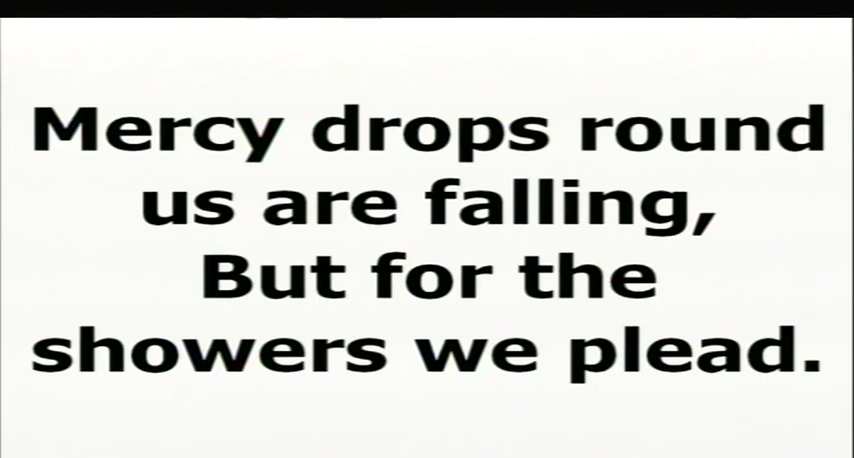 Mercy drops round
us are falling,
But for the
showers we plead.